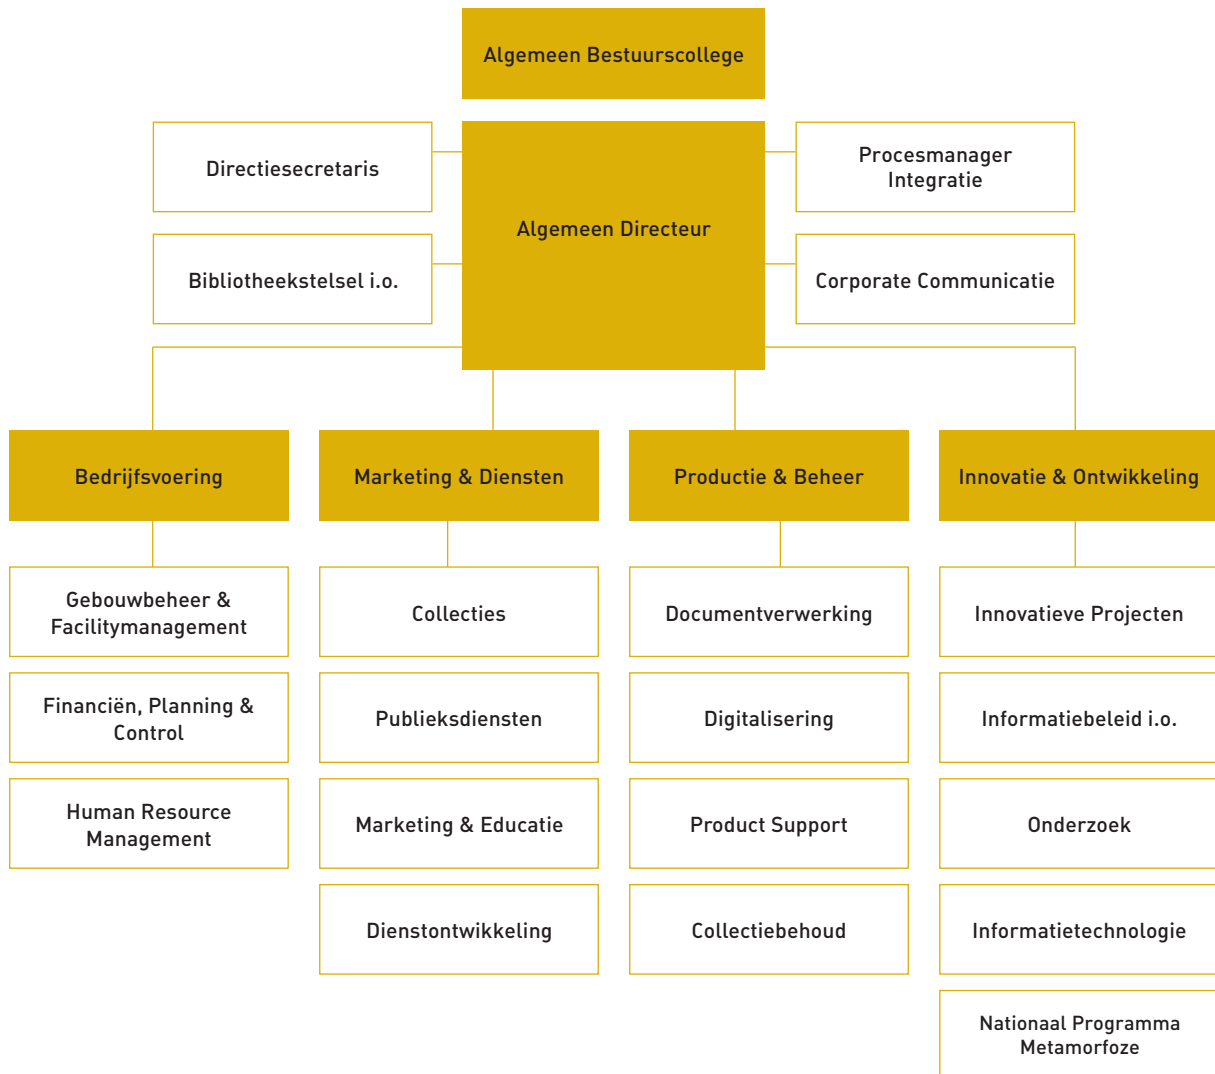 Algemeen Bestuurscollege
Directiesecretaris
Algemeen Directeur
Procesmanager
Integratie
Bibliotheekstelsel i.o.
Corporate Communicatie
Bedrijfsvoering
Marketing & Diensten
Productie & Beheer
Innovatie & Ontwikkeling
Gebouwbeheer &
Facilitymanagement
Financiën, Planning &
Control
Human Resource
Management
Collecties
Publieksdiensten
Marketing & Educatie
Dienstontwikkeling
Documentverwerking
Digitalisering
Product Support
Collectiebehoud
Innovatieve Projecten
Informatiebeleid i.o.
Onderzoek
Informatietechnologie
Nationaal Programma
Metamorfoze